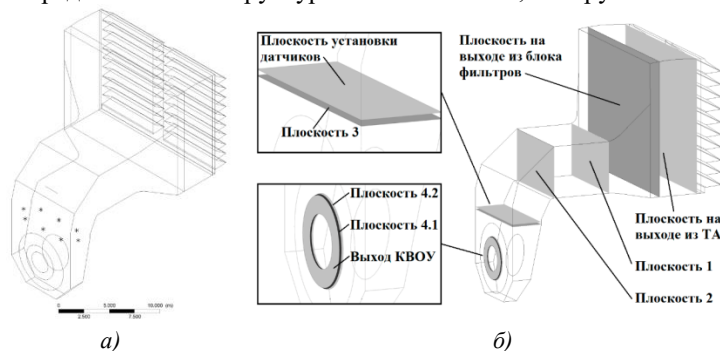 Плоскость установки
датчиков
Плоскость 3
Плоскость на
выходе из блока
фильтров
Плоскость 4.2
Плоскость 4.1
Выход КВОУ
Плоскость на
выходе из ТА
Плоскость 1
Плоскость 2
0 5.000 10.000 (m)
2.500 7.500
а)
б)